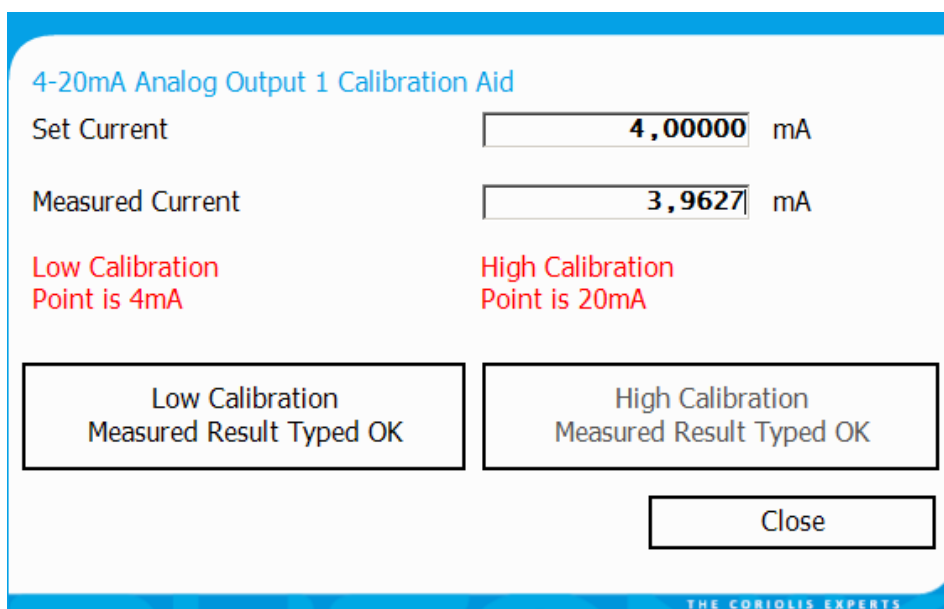 4-20mA Analog Output 1 Calibration Aid
Set Current 4,00000 mA
Measured Current 3,9627 mA
Low Calibration
Point is 4mA
High Calibration
Point is 20mA
Low Calibration
Measured Result Typed OK
High Calibration
Measured Result Typed OK
Close
THE CORIOLIS EXPERTS